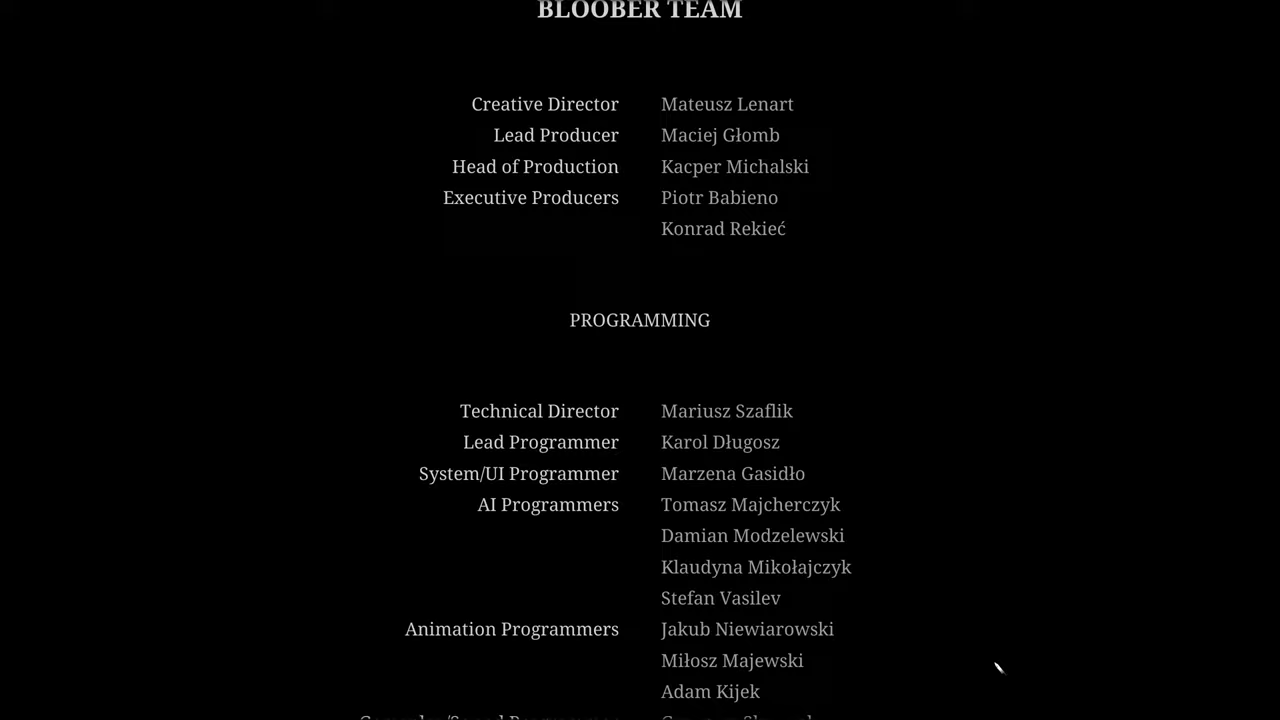 BLOOBER TEAM
Creative Director Mateusz Lenart
Lead Producer Maciej Głomb
Head of Production Kacper Michalski
Executive Producers Piotr Babieno
Konrad Rekieć
PROGRAMMING
Technical Director Mariusz Szaflik
Lead Programmer Karol Długosz
System/UI Programmer Marzena Gasidło
AI Programmers Tomasz Majcherczyk
Damian Modzelewski
Klaudyna Mikołajczyk
Stefan Vasilev
Animation Programmers Jakub Niewiarowski
Miłosz Majewski
Adam Kijek